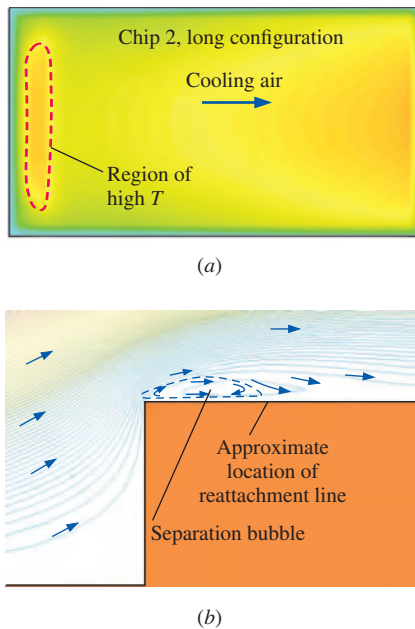 Chip 2, long configuration
Cooling air
Region of
high T
(a)
Approximate
location of
reattachment line
Separation bubble
(b)